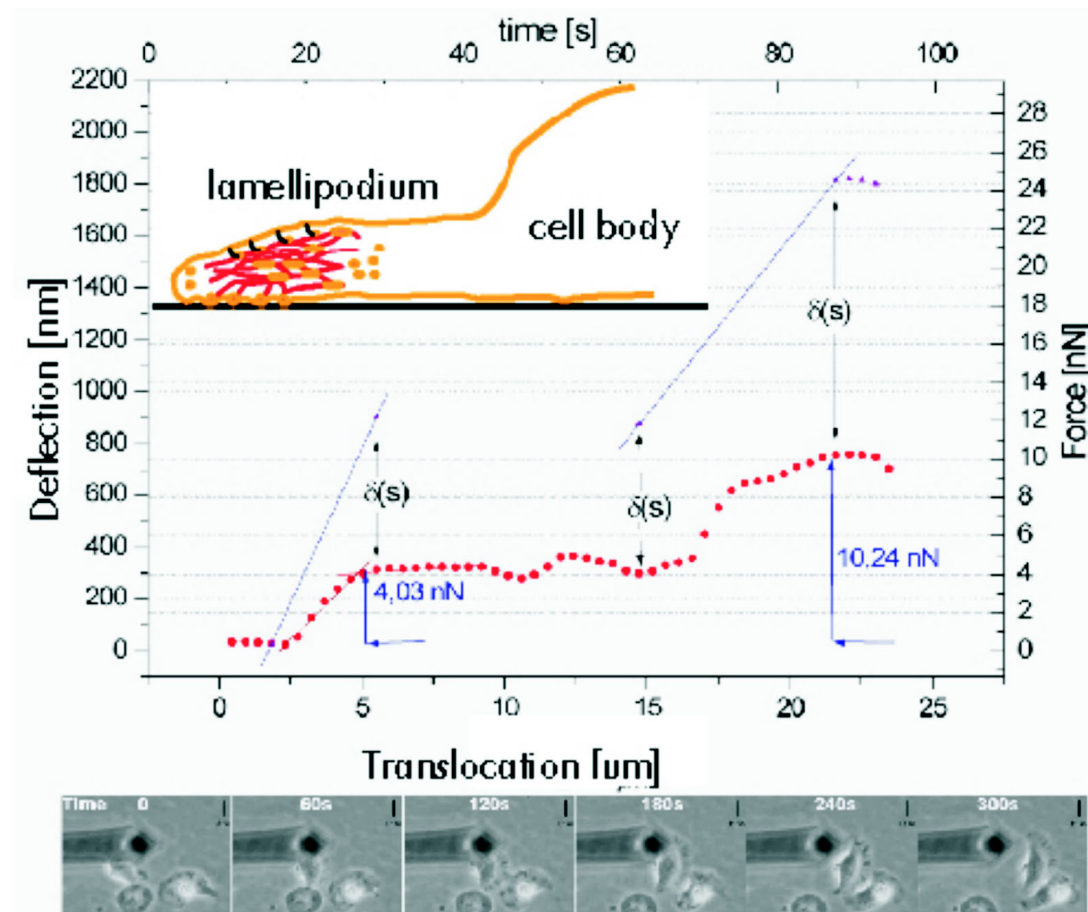 time [s]
0 20 40 60 80 100
2200
2000
1800
1600
1400
1200
1000
800
600
400
200
0
Deflection [nm]
28
26
24
22
20
18
16
14
12
10
8
6
4
2
0
Force [nN]
lamellipodium
cell body
δ(s)
δ(s)
δ(s)
4,03 nN
10.24 nN
0 5 10 15 20 25
Translocation [um]
Time 0 60s 120s 180s 240s 300s